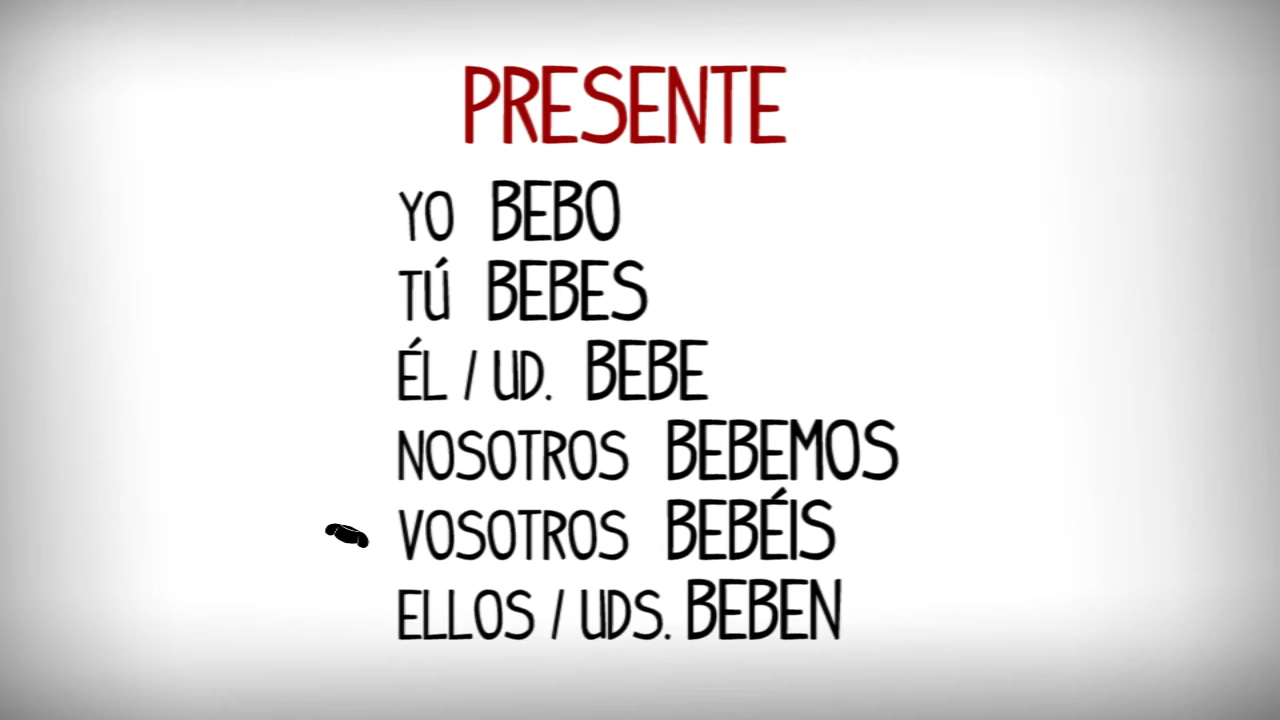 PRESENTE
YO BEBO
TÚ BEBES
ÉL / UD. BEBE
NOSOTROS BEBEMOS
VOSOTROS BEBÉIS
ELLOS / UDS. BEBEN